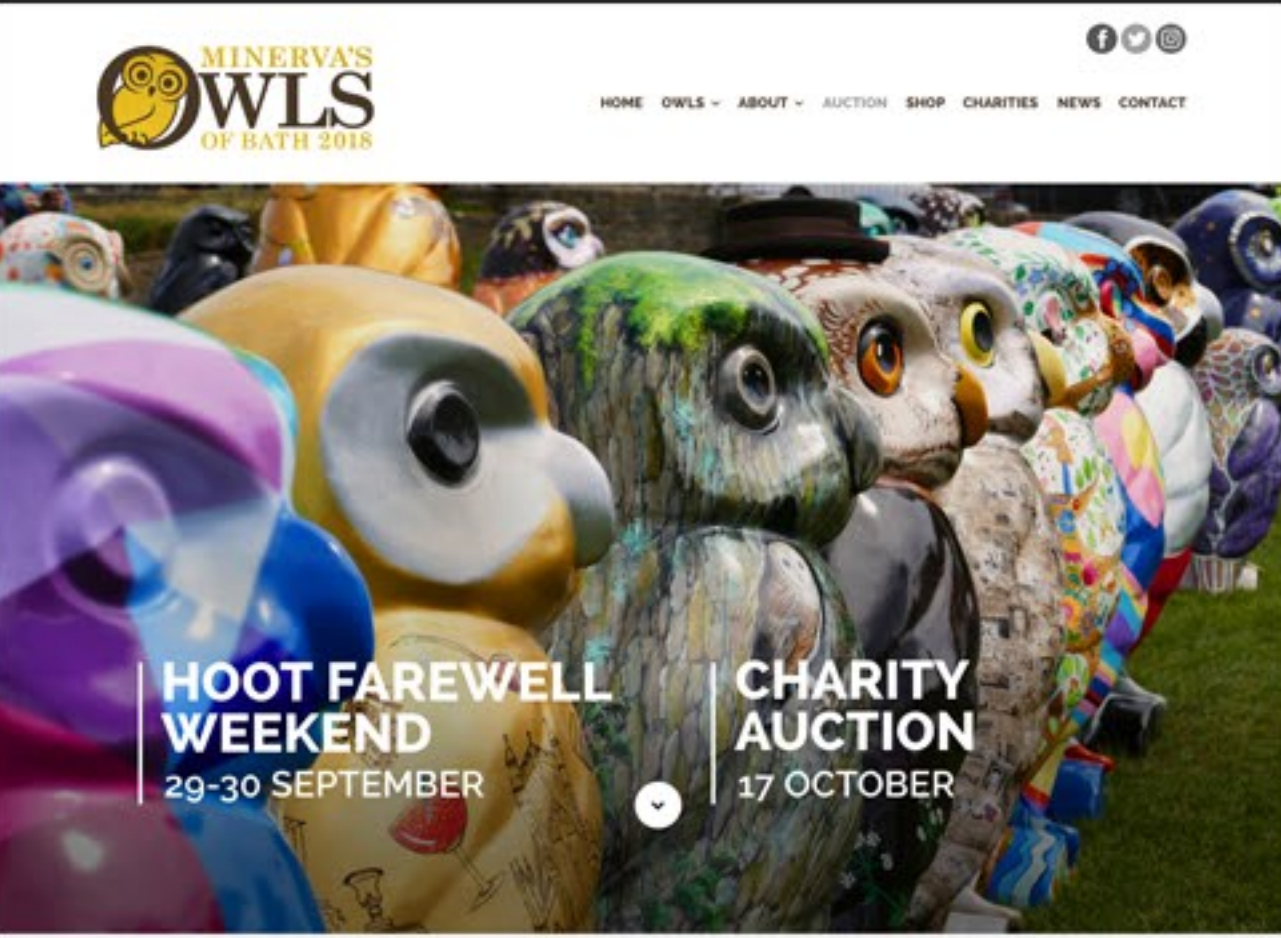 MINERVA'S
OWLS
OF BATH 2018
HOME OWLS ABOUT AUCTION SHOP CHARITIES NEWS CONTACT
HOOT FAREWELL
WEEKEND
29-30 SEPTEMBER
CHARITY
AUCTION
17 OCTOBER